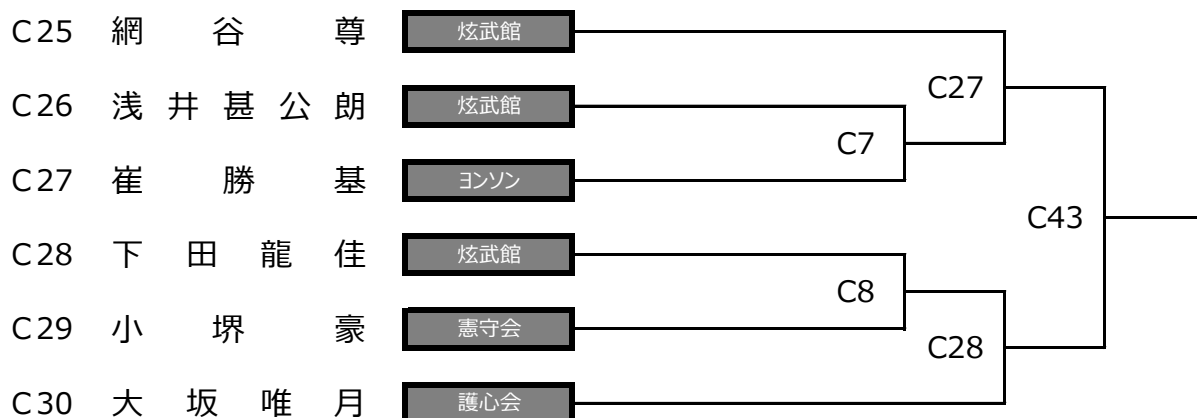 C25 網谷尊 炫武館
C26 浅井甚公朗 炫武館
C27
C7
C27 崔勝基 ヨンソン
C43
C28 下田龍佳 炫武館
C8
C29 小堺豪 憲守会
C28
C30 大坂唯月 護心会